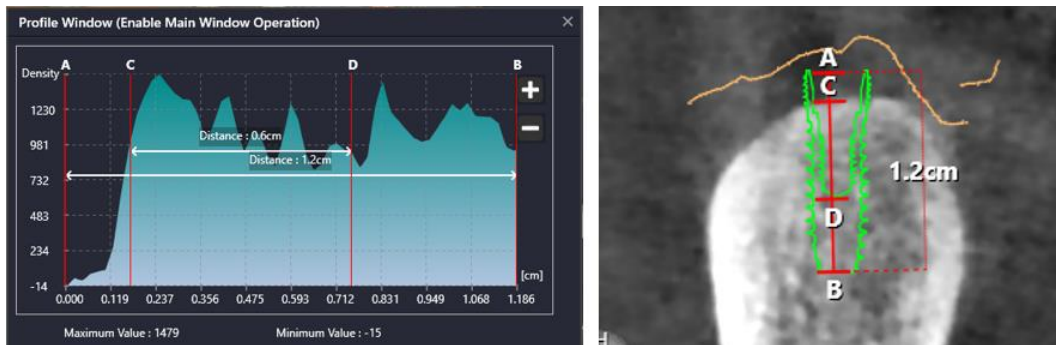 Profile Window (Enable Main Window Operation)
A C D B
Density
1230
981
732
483
234
-14
Distance : 0.6cm
Distance : 1.2cm
[cm]
0.000 0.119 0.237 0.356 0.475 0.593 0.712 0.831 0.949 1.068 1.186
Maximum Value : 1479 Minimum Value : -15
A
C
1.2cm
D
B
H